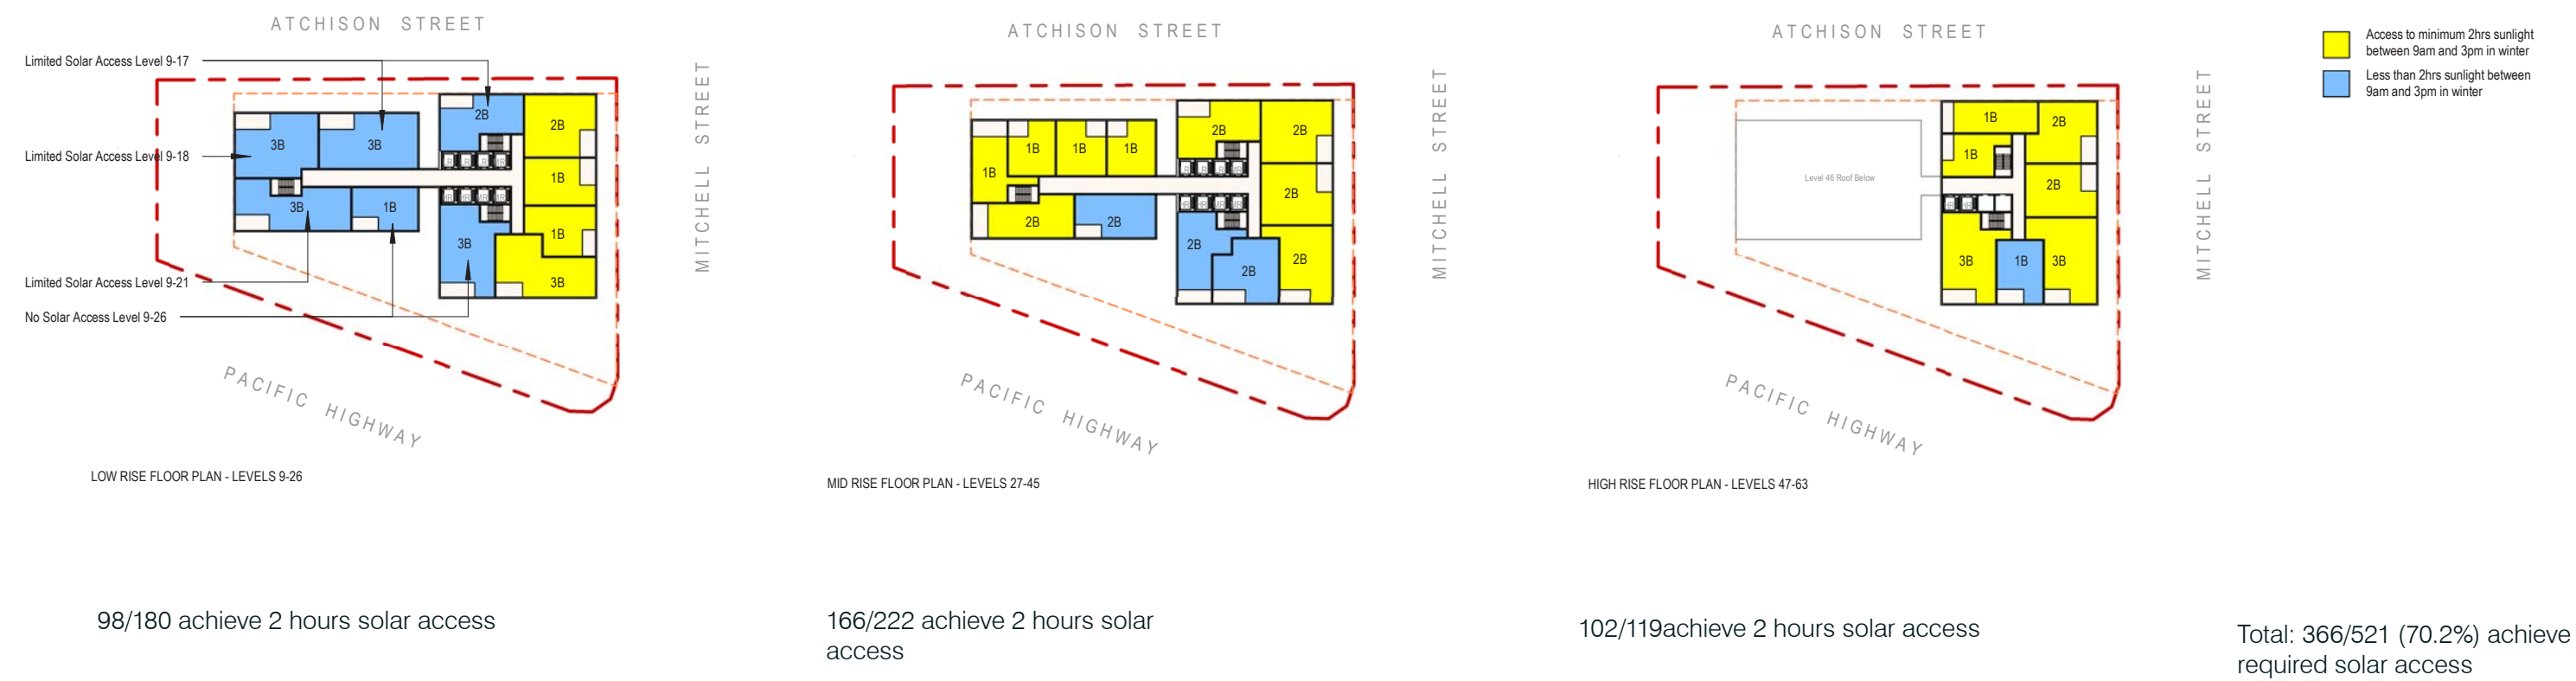 ATCHISON STREET
Limited Solar Access Level 9-17
Limited Solar Access Level 9-18
Limited Solar Access Level 9-21
No Solar Access Level 9-26
3B
3B
2B
2B
1B
3B
1B
3B
1B
3B
MITCHELL STREET
PACIFIC HIGHWAY
LOW RISE FLOOR PLAN - LEVELS 9-26
98/180 achieve 2 hours solar access
ATCHISON STREET
1B
1B
1B
1B
2B
2B
2B
2B
2B
2B
2B
2B
MITCHELL STREET
PACIFIC HIGHWAY
MID RISE FLOOR PLAN - LEVELS 27-45
166/222 achieve 2 hours solar
access
ATCHISON STREET
Level 46 Roof Below
1B
2B
1B
2B
3B
1B
3B
MITCHELL STREET
PACIFIC HIGHWAY
HIGH RISE FLOOR PLAN - LEVELS 47-63
102/119achieve 2 hours solar access
Access to minimum 2hrs sunlight
between 9am and 3pm in winter
Less than 2hrs sunlight between
9am and 3pm in winter
Total: 366/521 (70.2%) achieve
required solar access